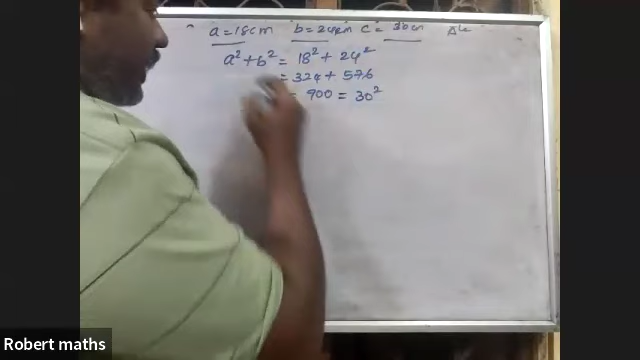 a = 18cm b = 24cm c = 30cm
a² + b² = 18² + 24²
= 324 + 576
= 900 = 30²
Robert maths